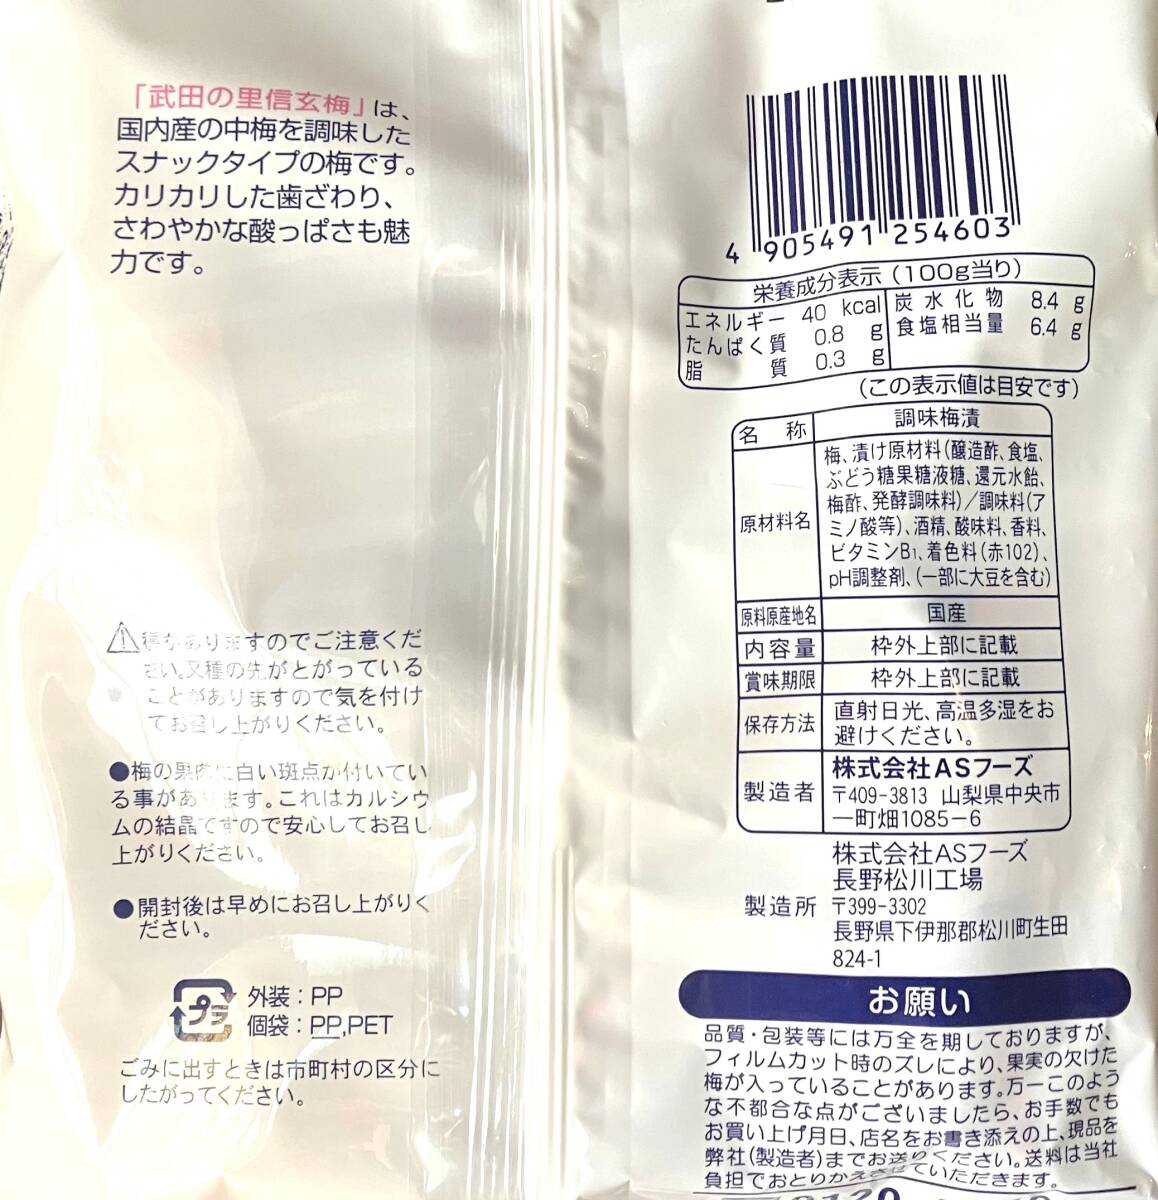 「武田の里信玄梅」は、
国内産の中梅を調味した
スナックタイプの梅です。
カリカリした歯ざわり、
さわやかな酸っぱさも魅
力です。
⚠種がありますのでご注意くだ
さい。又種の先がとがっている
ことがありますので気を付け
てお召し上がりください。
●梅の果肉に白い斑点が付いてい
る事があります。これはカルシウ
ムの結晶ですので安心してお召し
上がりください。
●開封後は早めにお召し上がりく
ださい。
プラ
外装：PP
個袋：PP,PET
ごみに出すときは市町村の区分に
したがってください。
4 905491 254603
栄養成分表示（100g当り）
エネルギー 40 kcal
たんぱく質 0.8 g
脂質 0.3 g
炭水化物 8.4 g
食塩相当量 6.4 g
（この表示値は目安です）
名称 調味梅漬
原材料名
梅、漬け原材料（醸造酢、食塩、
ぶどう糖果糖液糖、還元水飴、
梅酢、発酵調味料）／調味料（ア
ミノ酸等）、酒精、酸味料、香料、
ビタミンB₁、着色料（赤102）、
pH調整剤、（一部に大豆を含む）
原料原産地名 国産
内容量 枠外上部に記載
賞味期限 枠外上部に記載
保存方法
直射日光、高温多湿をお
避けください。
製造者
株式会社ASフーズ
〒409-3813 山梨県中央市
一町畑1085-6
製造所
株式会社ASフーズ
長野松川工場
〒399-3302
長野県下伊那郡松川町生田
824-1
お願い
品質・包装等には万全を期しておりますが、
フィルムカット時のズレにより、果実の欠けた
梅が入っていることがあります。万一このよう
な不都合な点がございましたら、お手数でも
お買い上げ月日、店名をお書き添えの上、現品を
弊社（製造者）までお送りください。送料は当社
負担でおとりかえさせていただきます。